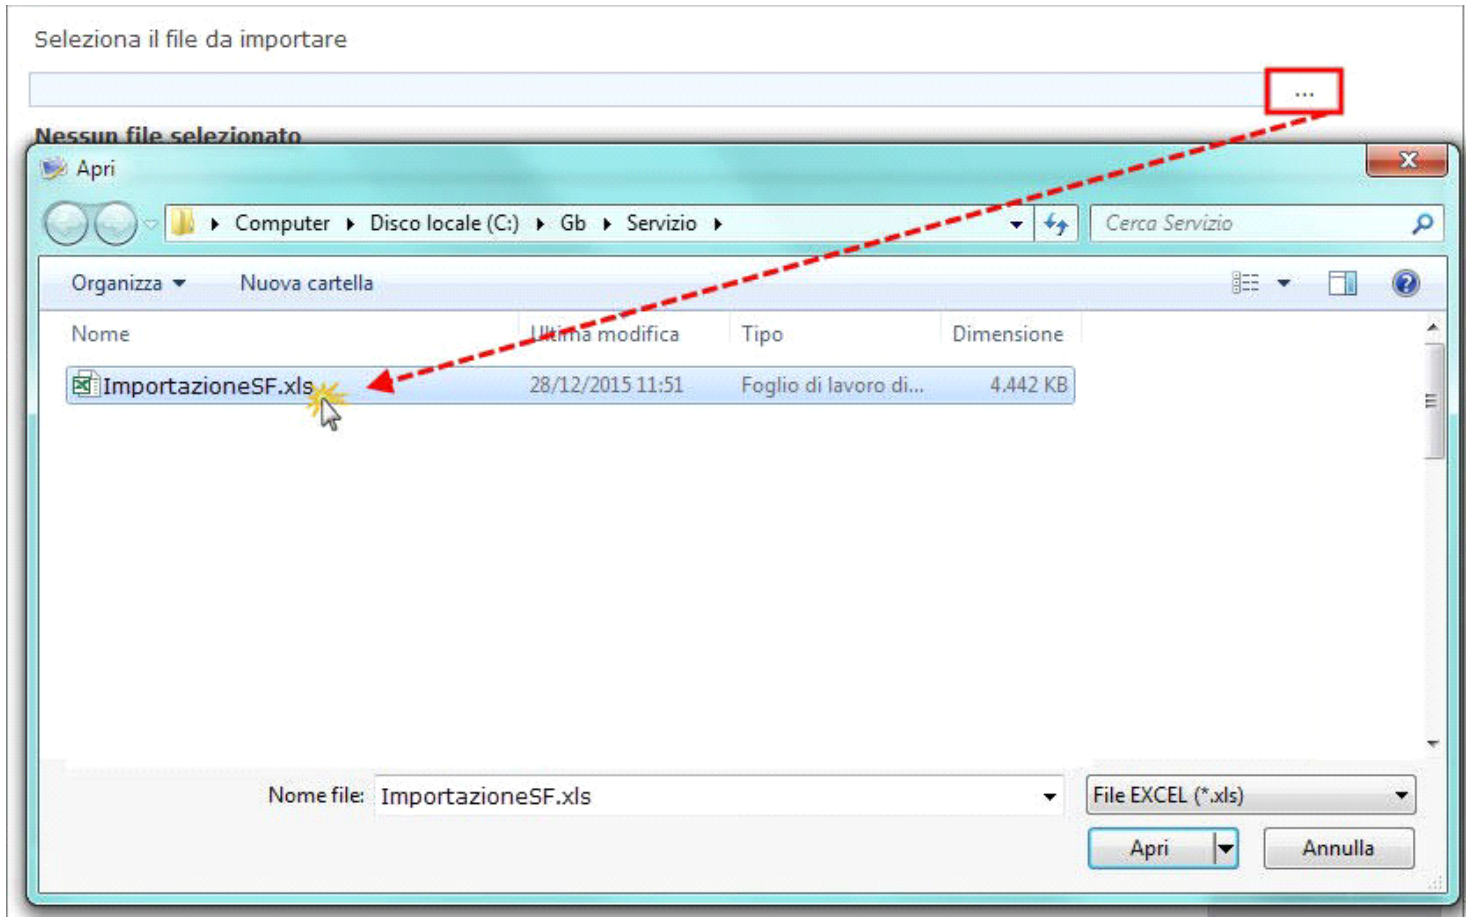 Seleziona il file da importare
...
Nessun file selezionato
Apri
Computer Disco locale (C:) Gb Servizio Cerca Servizio
Organizza Nuova cartella
Nome Ultima modifica Tipo Dimensione
ImportazioneSF.xls 28/12/2015 11:51 Foglio di lavoro di... 4.442 KB
Nome file: ImportazioneSF.xls File EXCEL (*.xls)
Apri Annulla